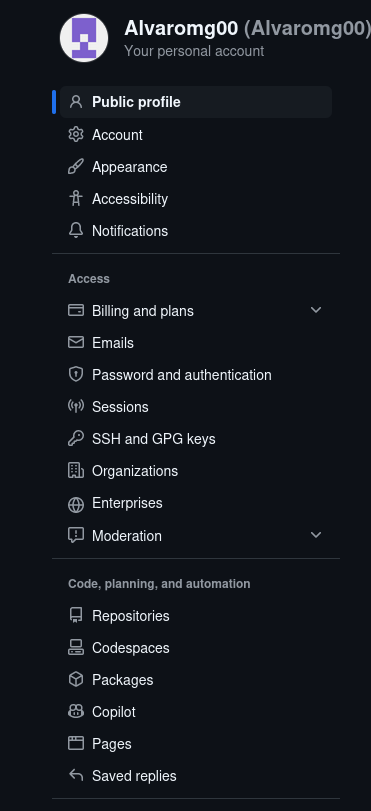 Alvaromg00 (Alvaromg00)
Your personal account
Public profile
Account
Appearance
Accessibility
Notifications
Access
Billing and plans
Emails
Password and authentication
Sessions
SSH and GPG keys
Organizations
Enterprises
Moderation
Code, planning, and automation
Repositories
Codespaces
Packages
Copilot
Pages
Saved replies